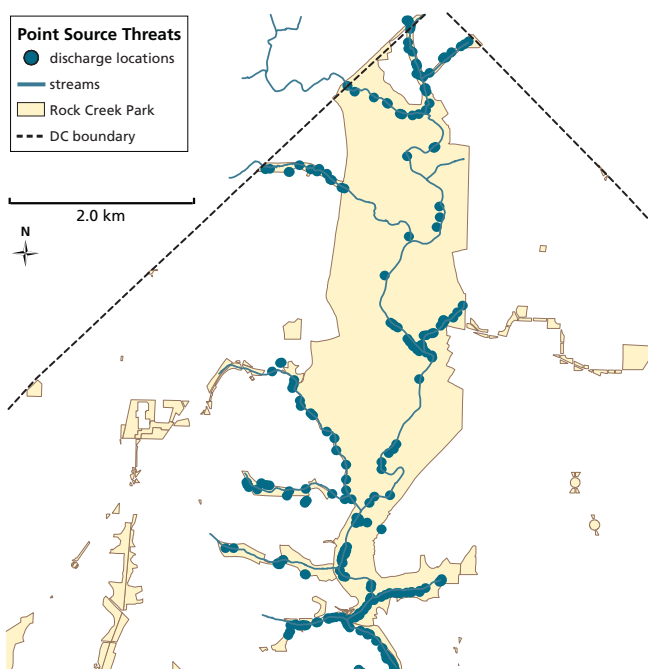 Point Source Threats
discharge locations
streams
Rock Creek Park
DC boundary
2.0 km
N